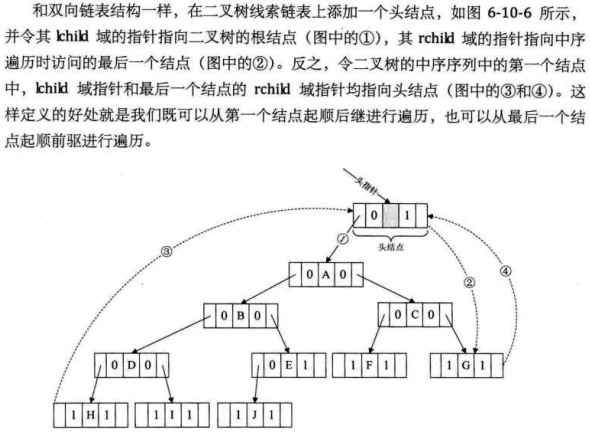 和双向链表结构一样，在二叉树线索链表上添加一个头结点，如图 6-10-6 所示，
并令其 lchild 域的指针指向二叉树的根结点（图中的①），其 rchild 域的指针指向中序
遍历时访问的最后一个结点（图中的②）。反之，令二叉树的中序序列中的第一个结点
中，lchild 域指针和最后一个结点的 rchild 域指针均指向头结点（图中的③和④）。这
样定义的好处就是我们既可以从第一个结点起顺后继进行遍历，也可以从最后一个结
点起顺前驱进行遍历。
头指针
0 1
头结点
①
②
③
④
0 A 0
0 B 0
0 C 0
0 D 0
0 E 1
1 F 1
1 G 1
1 H 1
1 I 1
1 J 1